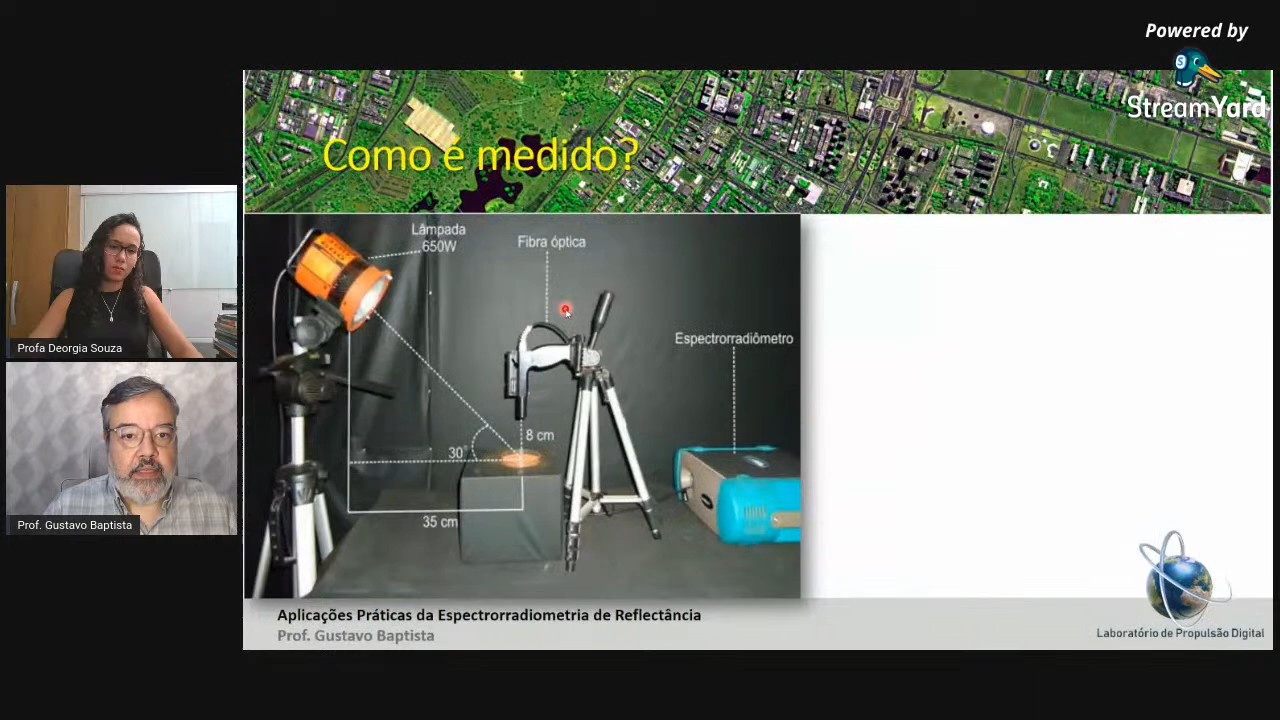 Powered by
StreamYard
Como é medido?
Lâmpada
650W
Fibra óptica
Espectrorradiômetro
8 cm
30°
35 cm
Profa Deorgia Souza
Prof. Gustavo Baptista
Aplicações Práticas da Espectrorradiometria de Reflectância
Prof. Gustavo Baptista
Laboratório de Propulsão Digital